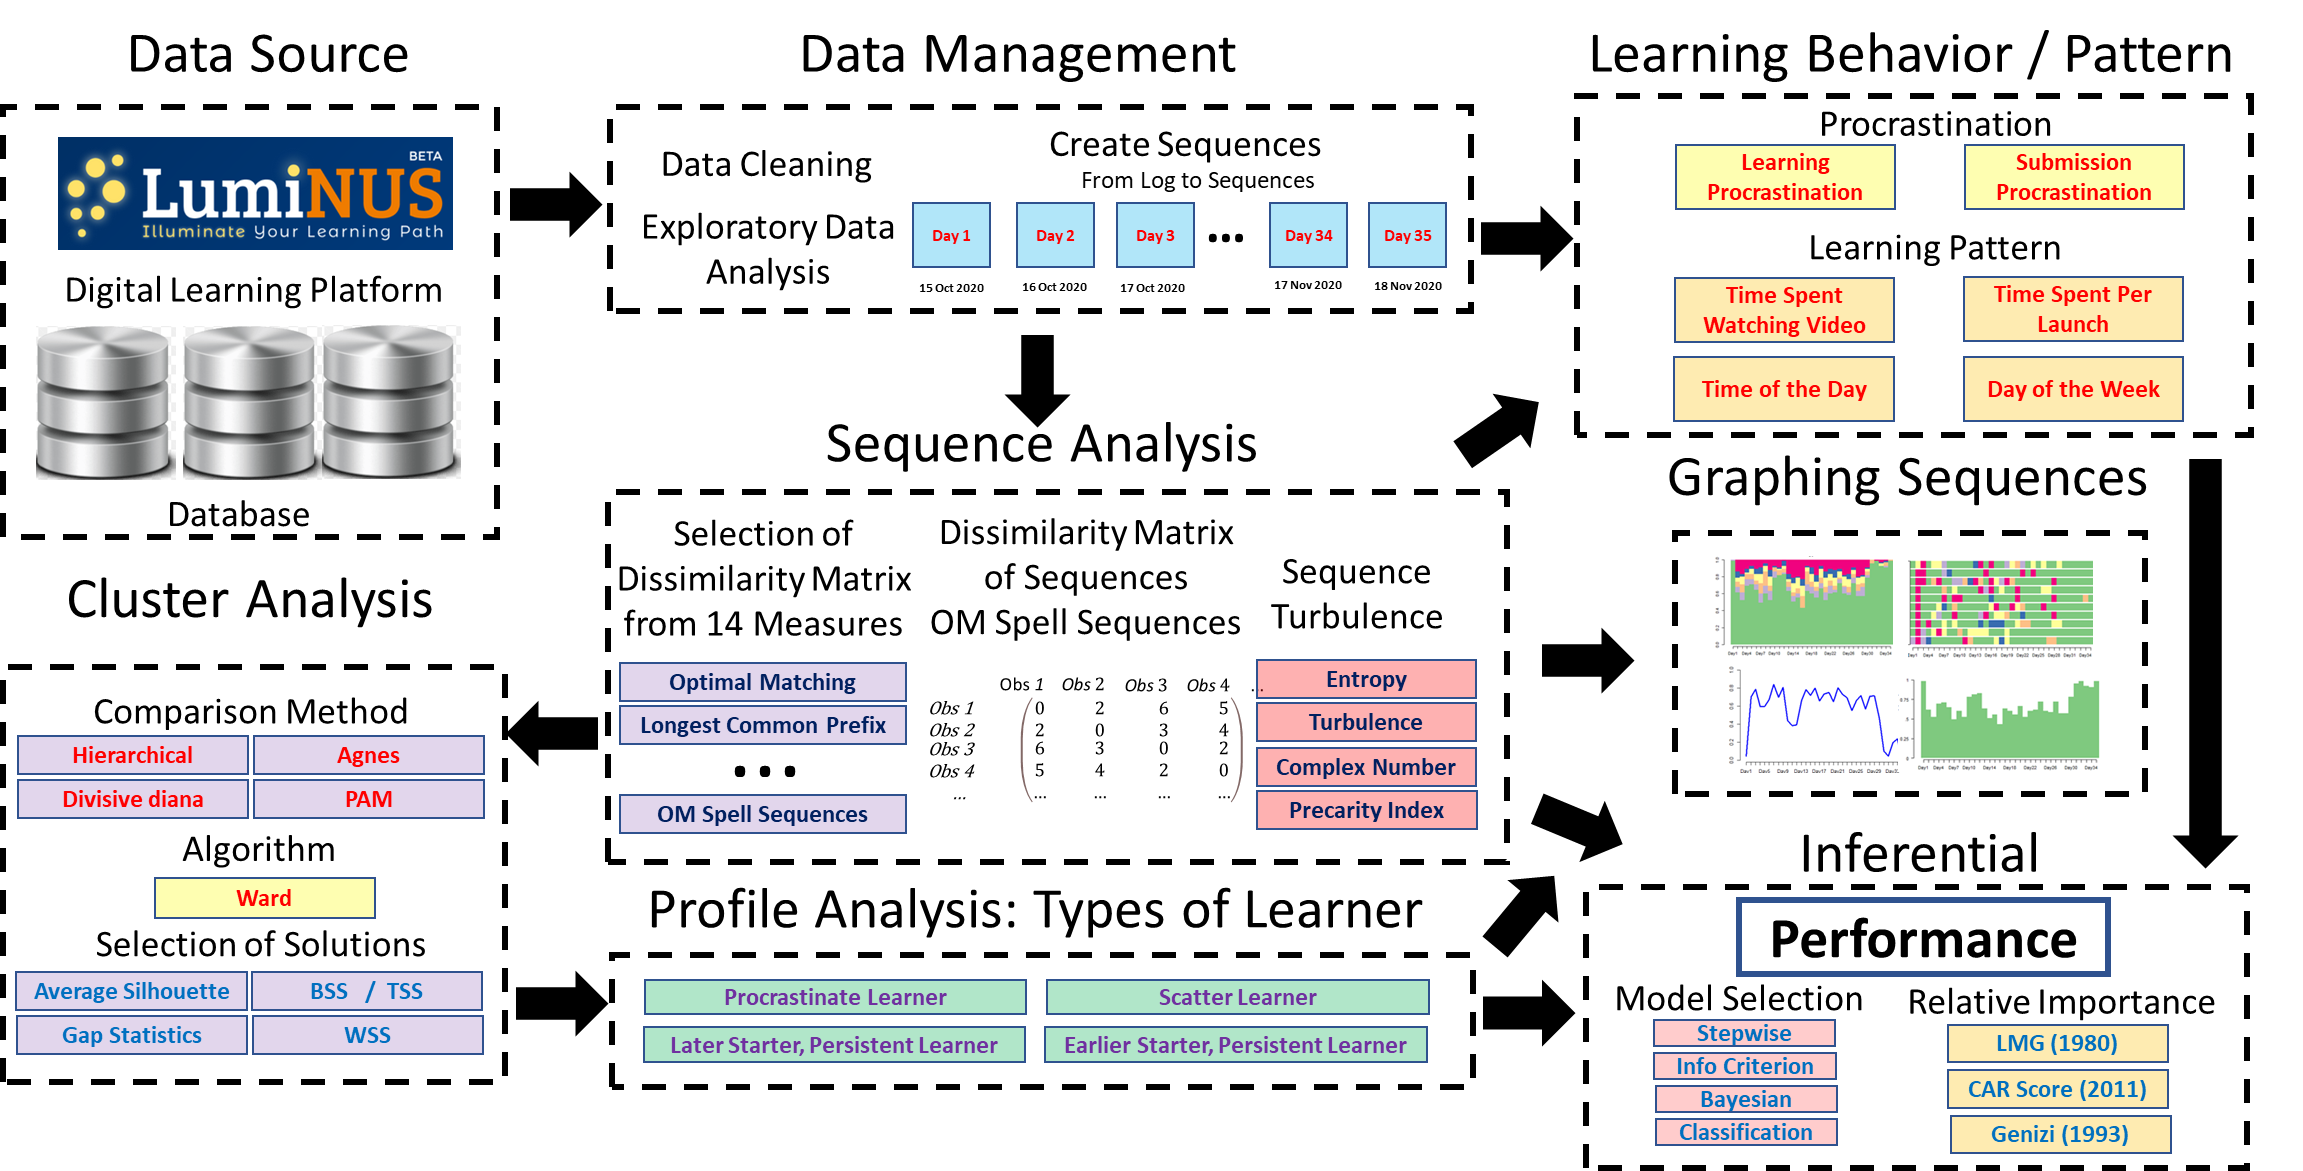 Data Source
BETA
LumiNUS
Illuminate Your Learning Path
Digital Learning Platform
Database
Data Management
Data Cleaning
Exploratory Data
Analysis
Create Sequences
From Log to Sequences
Day 1
Day 2
Day 3
...
Day 34
Day 35
15 Oct 2020
16 Oct 2020
17 Oct 2020
17 Nov 2020
18 Nov 2020
Learning Behavior / Pattern
Procrastination
Learning
Procrastination
Submission
Procrastination
Learning Pattern
Time Spent
Watching Video
Time Spent Per
Launch
Time of the Day
Day of the Week
Sequence Analysis
Selection of
Dissimilarity Matrix
from 14 Measures
Optimal Matching
Longest Common Prefix
...
OM Spell Sequences
Dissimilarity Matrix
of Sequences
OM Spell Sequences
Obs 1 Obs 2 Obs 3 Obs 4 ...
Obs 1 0 2 6 5
Obs 2 2 0 3 4
Obs 3 6 3 0 2
Obs 4 5 4 2 0
... ... ... ... ...
Sequence
Turbulence
Entropy
Turbulence
Complex Number
Precarity Index
Graphing Sequences
Cluster Analysis
Comparison Method
Hierarchical
Agnes
Divisive diana
PAM
Algorithm
Ward
Selection of Solutions
Average Silhouette
BSS / TSS
Gap Statistics
WSS
Profile Analysis: Types of Learner
Procrastinate Learner
Scatter Learner
Later Starter, Persistent Learner
Earlier Starter, Persistent Learner
Inferential
Performance
Model Selection
Stepwise
Info Criterion
Bayesian
Classification
Relative Importance
LMG (1980)
CAR Score (2011)
Genizi (1993)